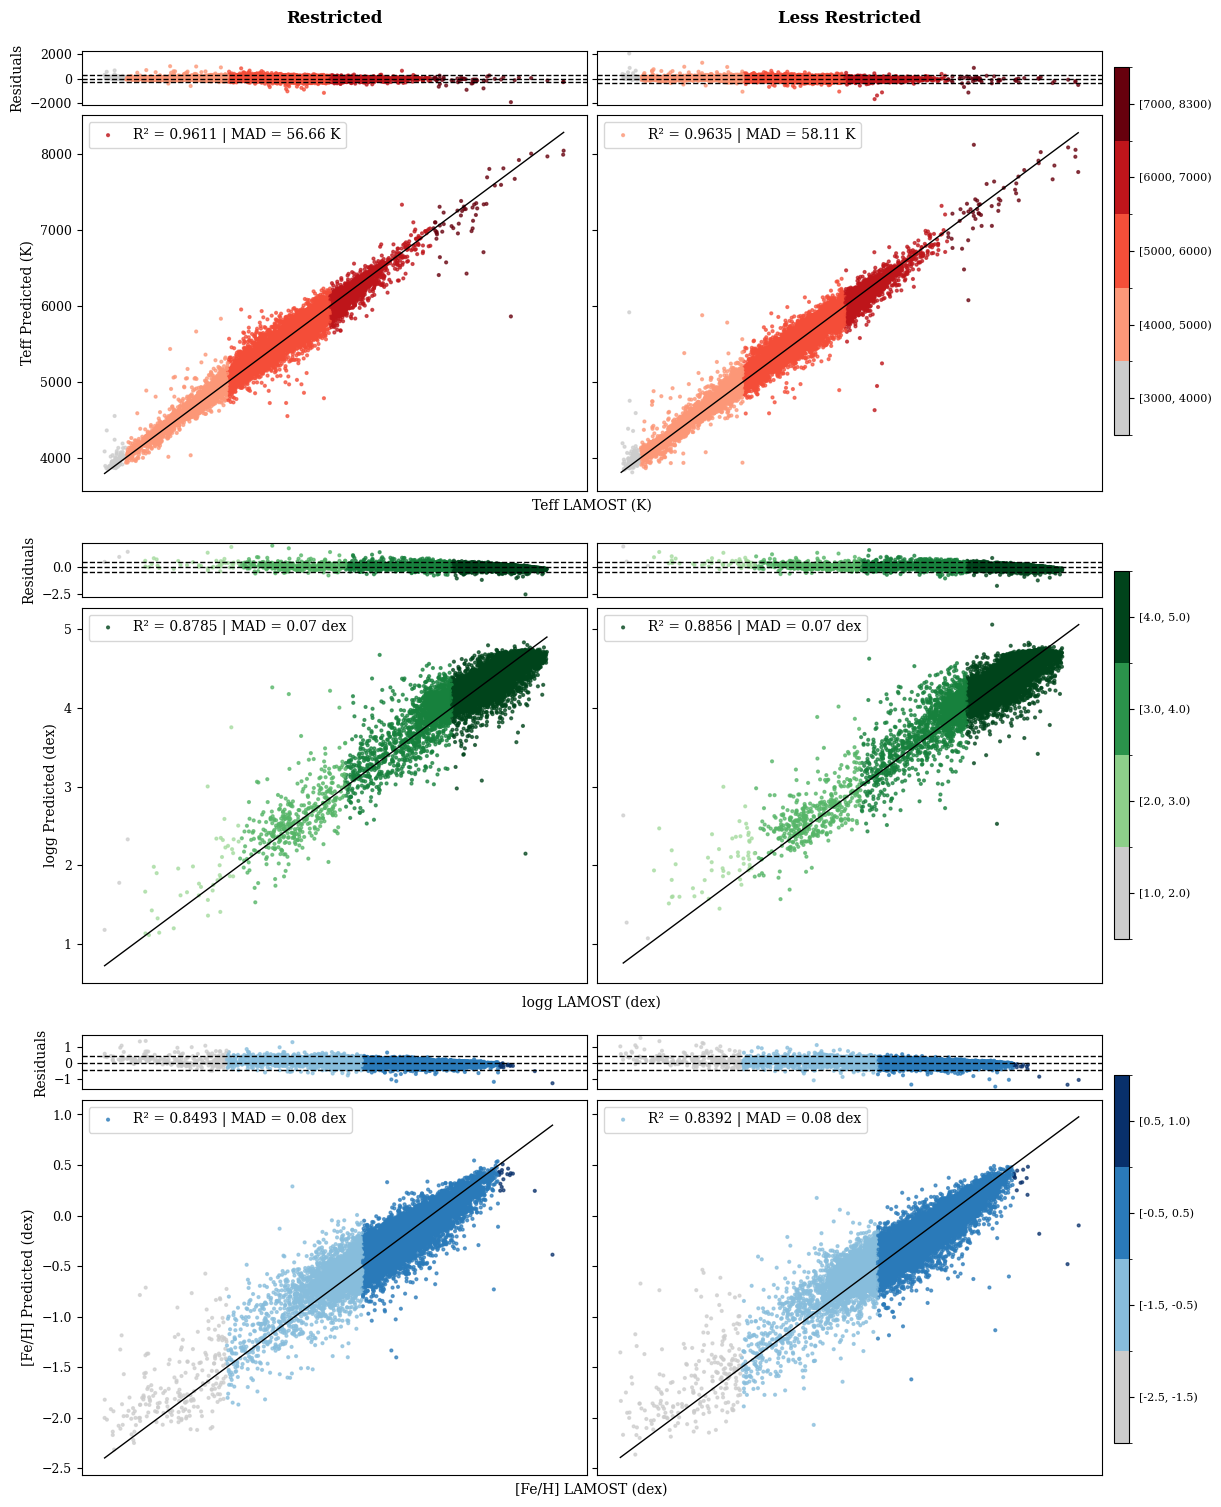 Restricted
Less Restricted
Residuals
2000
0
−2000
R² = 0.9611 | MAD = 56.66 K
R² = 0.9635 | MAD = 58.11 K
Teff Predicted (K)
8000
7000
6000
5000
4000
Teff LAMOST (K)
[7000, 8300)
[6000, 7000)
[5000, 6000)
[4000, 5000)
[3000, 4000)
Residuals
0.0
−2.5
R² = 0.8785 | MAD = 0.07 dex
R² = 0.8856 | MAD = 0.07 dex
logg Predicted (dex)
5
4
3
2
1
logg LAMOST (dex)
[4.0, 5.0)
[3.0, 4.0)
[2.0, 3.0)
[1.0, 2.0)
Residuals
1
0
−1
R² = 0.8493 | MAD = 0.08 dex
R² = 0.8392 | MAD = 0.08 dex
[Fe/H] Predicted (dex)
1.0
0.5
0.0
−0.5
−1.0
−1.5
−2.0
−2.5
[Fe/H] LAMOST (dex)
[0.5, 1.0)
[-0.5, 0.5)
[-1.5, -0.5)
[-2.5, -1.5)